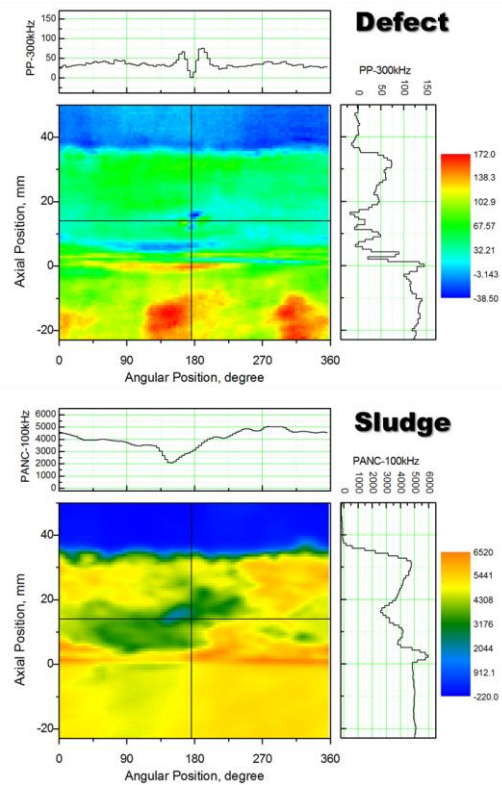 Defect
PP-300kHz
150
100
50
0
PP-300kHz
0 50 100 150
Axial Position, mm
40
20
0
-20
172.0
138.3
102.9
67.57
32.21
-3.143
-38.50
0 90 180 270 360
Angular Position, degree
Sludge
PANC-100kHz
6000
5000
4000
3000
2000
1000
0
PANC-100kHz
0 1000 2000 3000 4000 5000 6000
Axial Position, mm
40
20
0
-20
6520
5441
4308
3176
2044
912.1
-220.0
0 90 180 270 360
Angular Position, degree